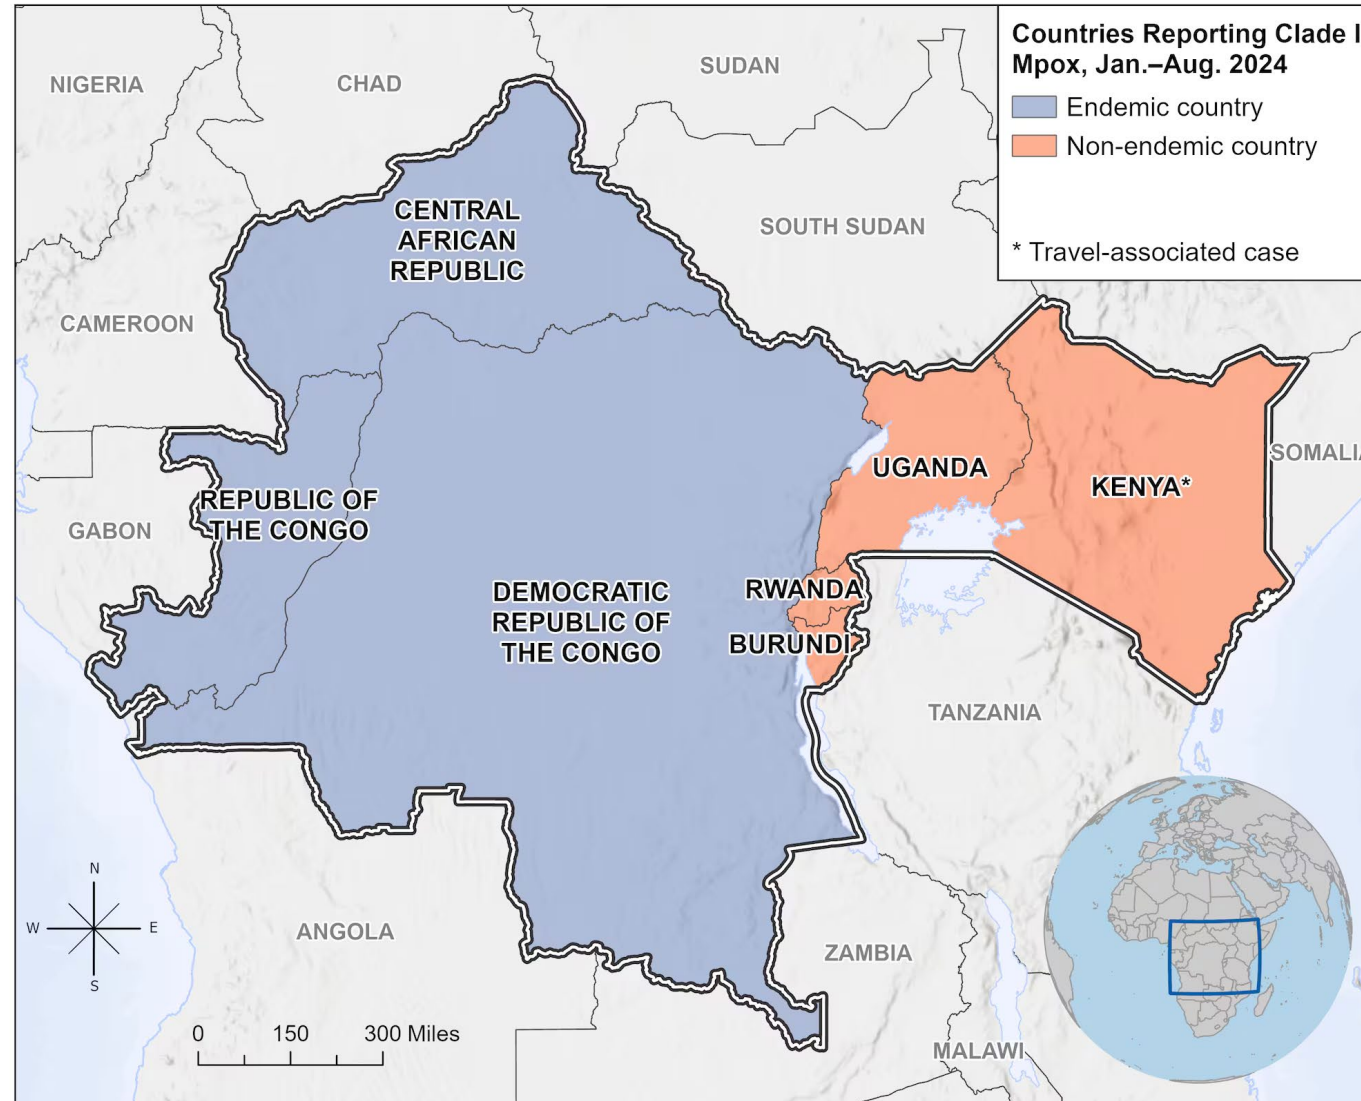 Countries Reporting Clade I
Mpox, Jan.–Aug. 2024
Endemic country
Non-endemic country
* Travel-associated case
NIGERIA
CHAD
SUDAN
CENTRAL
AFRICAN
REPUBLIC
SOUTH SUDAN
CAMEROON
SOMALIA
UGANDA
KENYA*
REPUBLIC OF
THE CONGO
GABON
DEMOCRATIC
REPUBLIC OF
THE CONGO
RWANDA
BURUNDI
TANZANIA
ANGOLA
ZAMBIA
MALAWI
N
W
E
S
0 150 300 Miles